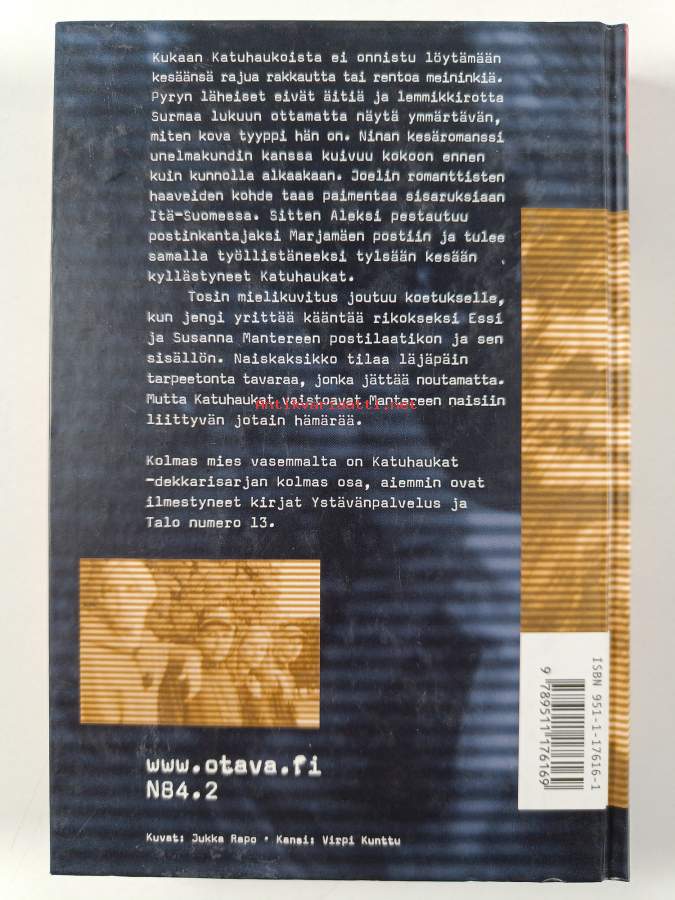 Kukaan Katuhaukoista ei onnistu löytämään
kesäänsä rajua rakkautta tai rentoa meininkiä.
Pyryn läheiset eivät äitiä ja lemmikkirotta
Surmaa lukuun ottamatta näytä ymmärtävän,
miten kova tyyppi hän on. Ninan kesäromanssi
unelmakundin kanssa kuivuu kokoon ennen
kuin kunnolla alkaakaan. Joelin romanttisten
haaveiden kohde taas paimentaa sisaruksiaan
Itä-Suomessa. Sitten Aleksi pestautuu
postinkantajaksi Marjamäen postiin ja tulee
samalla työllistäneeksi tylsään kesään
kyllästyneet Katuhaukat.
Tosin mielikuvitus joutuu koetukselle,
kun jengi yrittää kääntää rikokseksi Essi
ja Susanna Mantereen postilaatikon ja sen
sisällön. Naiskaksikko tilaa läjäpäin
tarpeetonta tavaraa, jonka jättää noutamatta.
Mutta Katuhaukat vaistoavat Mantereen naisiin
Antikvariaatti.net
liittyvän jotain hämärää.
Kolmas mies vasemmalta on Katuhaukat
-dekkarisarjan kolmas osa, aiemmin ovat
ilmestyneet kirjat Ystävänpalvelus ja
Talo numero 13.
www.otava.fi
N84.2
Kuvat: Jukka Rapo · Kansi: Virpi Kunttu
ISBN 951-1-17616-1
9 789511 176169